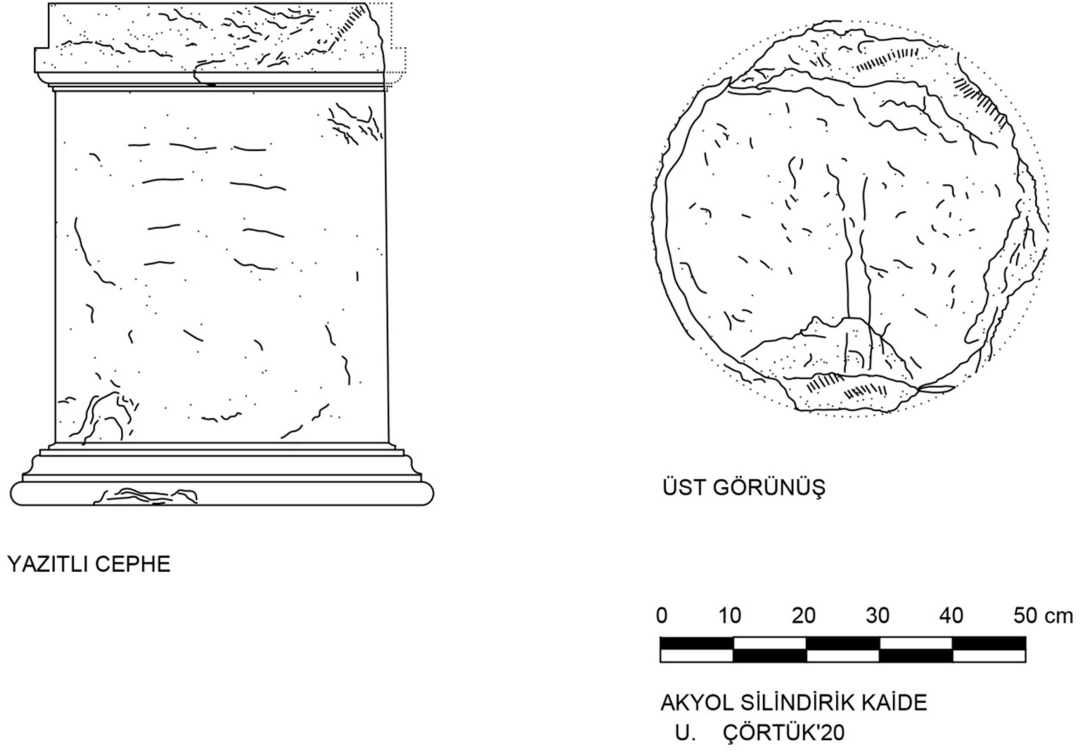 YAZITLI CEPHE
ÜST GÖRÜNÜŞ
0 10 20 30 40 50 cm
AKYOL SİLİNDİRİK KAİDE
U. ÇÖRTÜK'20